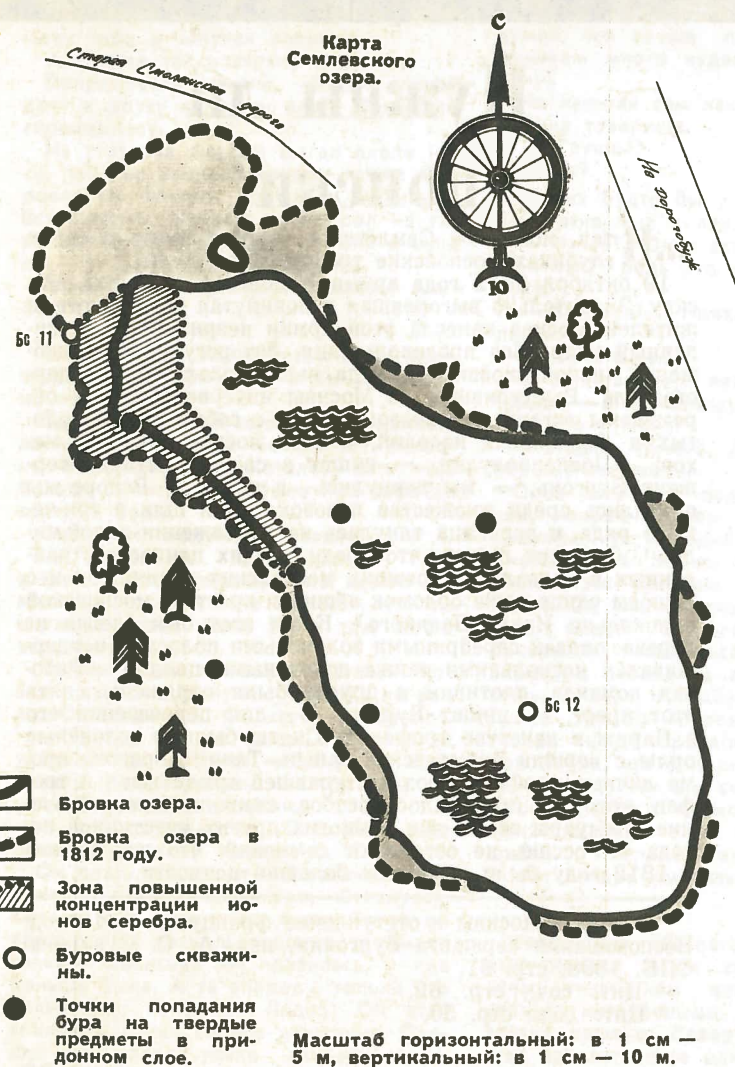 С
Карта
Семлевского
озера.
Старая Смоленская дорога
На Дорогобуж
Ю
Бс 11
Бс 12
Бровка озера.
Бровка озера
1812 году.
Зона повышенной
концентрации ио-
нов серебра.
Буровые скважи-
ны.
Точки попадания
бура на твердые
предметы в при-
донном слое.
Масштаб горизонтальный: в 1 см —
5 м, вертикальный: в 1 см — 10 м.